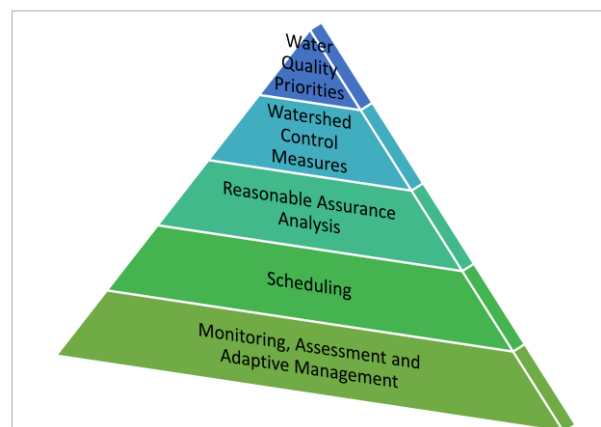 Water
Quality
Priorities
Watershed
Control
Measures
Reasonable Assurance
Analysis
Scheduling
Monitoring, Assessment and
Adaptive Management